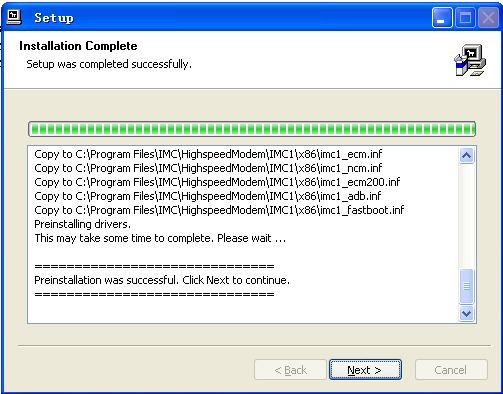 Setup
Installation Complete
Setup was completed successfully.
Copy to C:\Program Files\IMC\HighspeedModem\IMC1\x86\imc1_ecm.inf
Copy to C:\Program Files\IMC\HighspeedModem\IMC1\x86\imc1_ncm.inf
Copy to C:\Program Files\IMC\HighspeedModem\IMC1\x86\imc1_ecm200.inf
Copy to C:\Program Files\IMC\HighspeedModem\IMC1\x86\imc1_adb.inf
Copy to C:\Program Files\IMC\HighspeedModem\IMC1\x86\imc1_fastboot.inf
Preinstalling drivers.
This may take some time to complete. Please wait ...
==============================
Preinstallation was successful. Click Next to continue.
==============================
< Back
Next >
Cancel